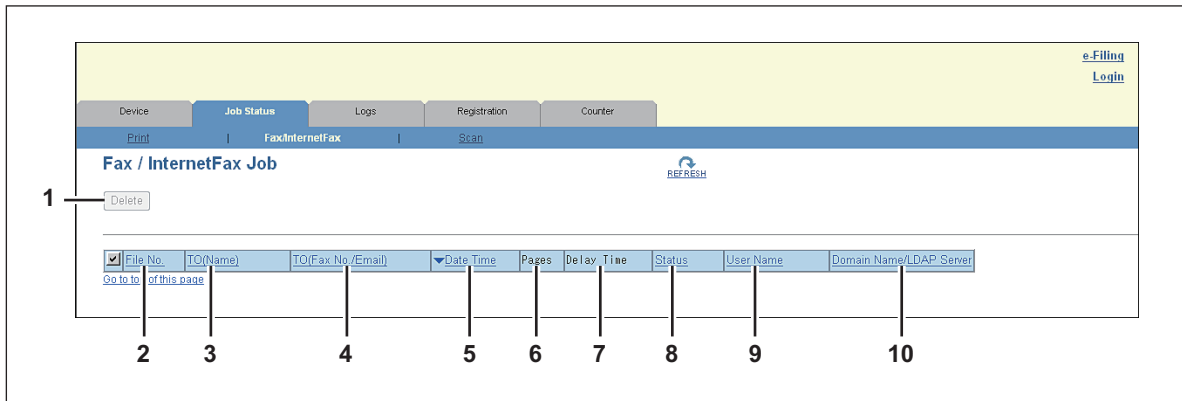 e-Filing
Login
Device Job Status Logs Registration Counter
Print | Fax/InternetFax | Scan
Fax / InternetFax Job REFRESH
1 Delete
File No. TO(Name) TO(Fax No./Email) Date Time Pages Delay Time Status User Name Domain Name/LDAP Server
Go to to of this page
2 3 4 5 6 7 8 9 10